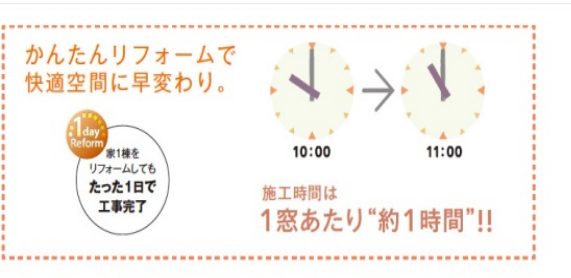 かんたんリフォームで
快適空間に早変わり。
1day
Reform
家1棟を
リフォームしても
たった1日で
工事完了
10:00
11:00
施工時間は
1窓あたり“約1時間”!!